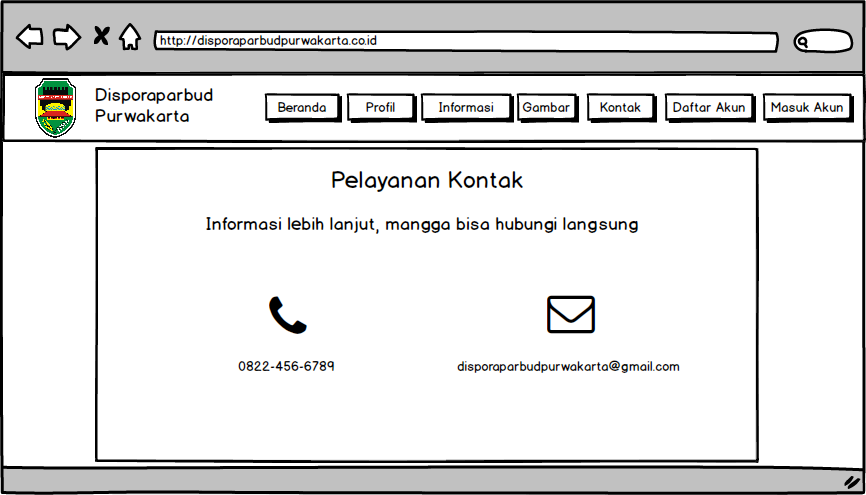 http://disporaparbudpurwakarta.co.id
Disporaparbud
Purwakarta
Beranda
Profil
Informasi
Gambar
Kontak
Daftar Akun
Masuk Akun
Pelayanan Kontak
Informasi lebih lanjut, mangga bisa hubungi langsung
0822-456-6789
disporaparbudpurwakarta@gmail.com